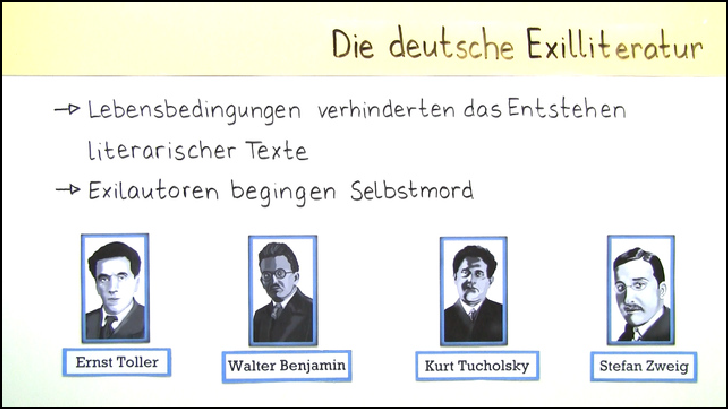 Die deutsche Exilliteratur
→ Lebensbedingungen verhinderten das Entstehen
literarischer Texte
→ Exilautoren begingen Selbstmord
Ernst Toller
Walter Benjamin
Kurt Tucholsky
Stefan Zweig